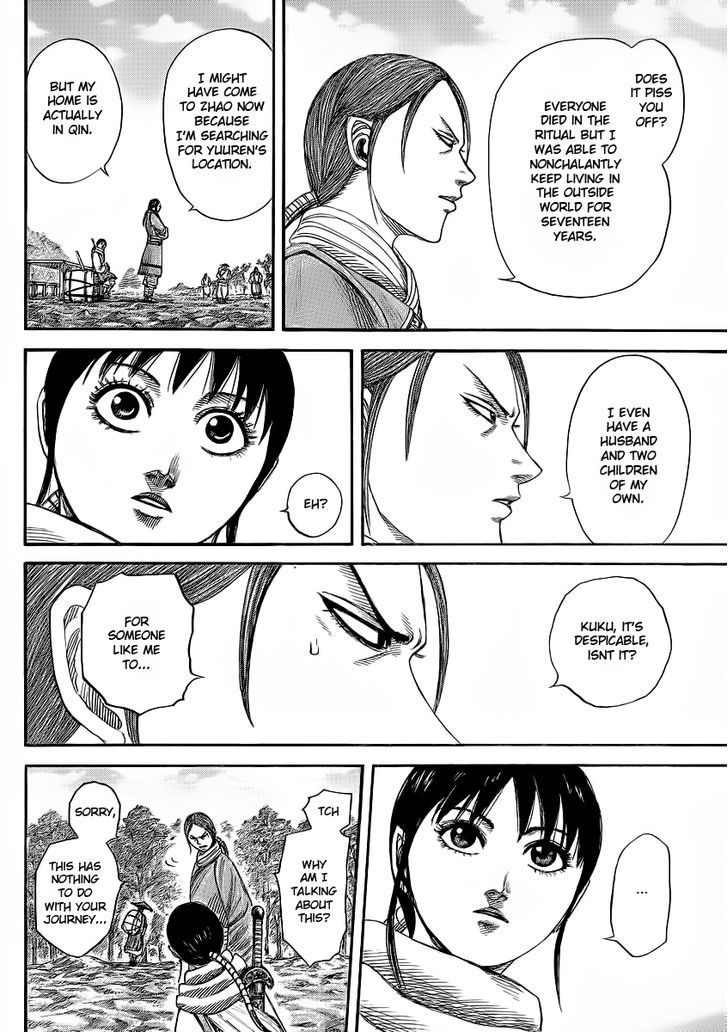 DOES
IT PISS
YOU
OFF?
EVERYONE
DIED IN THE
RITUAL BUT I
WAS ABLE TO
NONCHALANTLY
KEEP LIVING IN
THE OUTSIDE
WORLD FOR
SEVENTEEN
YEARS.
I MIGHT
HAVE COME
TO ZHAO NOW
BECAUSE
I'M SEARCHING
FOR YUUREN'S
LOCATION.
BUT MY
HOME IS
ACTUALLY
IN QIN.
I EVEN
HAVE A
HUSBAND
AND TWO
CHILDREN
OF MY
OWN.
EH?
KUKU, IT'S
DESPICABLE,
ISNT IT?
FOR
SOMEONE
LIKE ME
TO...
...
TCH
WHY
AM I
TALKING
ABOUT
THIS?
SORRY,
THIS HAS
NOTHING
TO DO
WITH YOUR
JOURNEY...